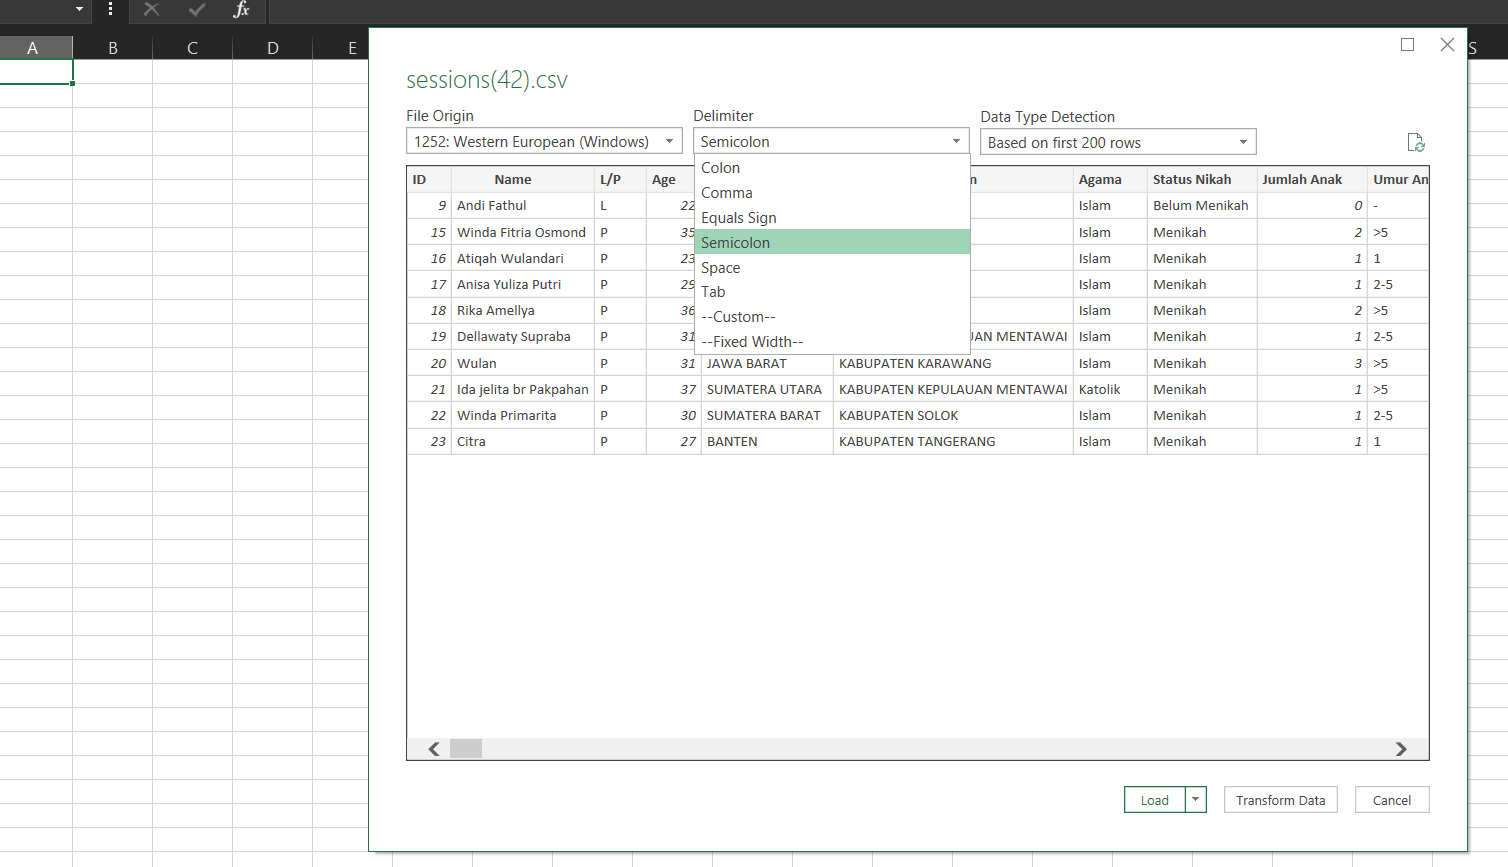 fx
A B C D E S
sessions(42).csv
File Origin Delimiter Data Type Detection
1252: Western European (Windows) Semicolon Based on first 200 rows
Colon
Comma
Equals Sign
Semicolon
Space
Tab
--Custom--
--Fixed Width--
ID Name L/P Age n Agama Status Nikah Jumlah Anak Umur An
9 Andi Fathul L 22 Islam Belum Menikah 0 -
15 Winda Fitria Osmond P 35 Islam Menikah 2 >5
16 Atiqah Wulandari P 23 Islam Menikah 1 1
17 Anisa Yuliza Putri P 29 Islam Menikah 1 2-5
18 Rika Amellya P 36 Islam Menikah 2 >5
19 Dellawaty Supraba P 31 JAN MENTAWAI Islam Menikah 1 2-5
20 Wulan P 31 JAWA BARAT KABUPATEN KARAWANG Islam Menikah 3 >5
21 Ida jelita br Pakpahan P 37 SUMATERA UTARA KABUPATEN KEPULAUAN MENTAWAI Katolik Menikah 1 >5
22 Winda Primarita P 30 SUMATERA BARAT KABUPATEN SOLOK Islam Menikah 1 2-5
23 Citra P 27 BANTEN KABUPATEN TANGERANG Islam Menikah 1 1
Load Transform Data Cancel